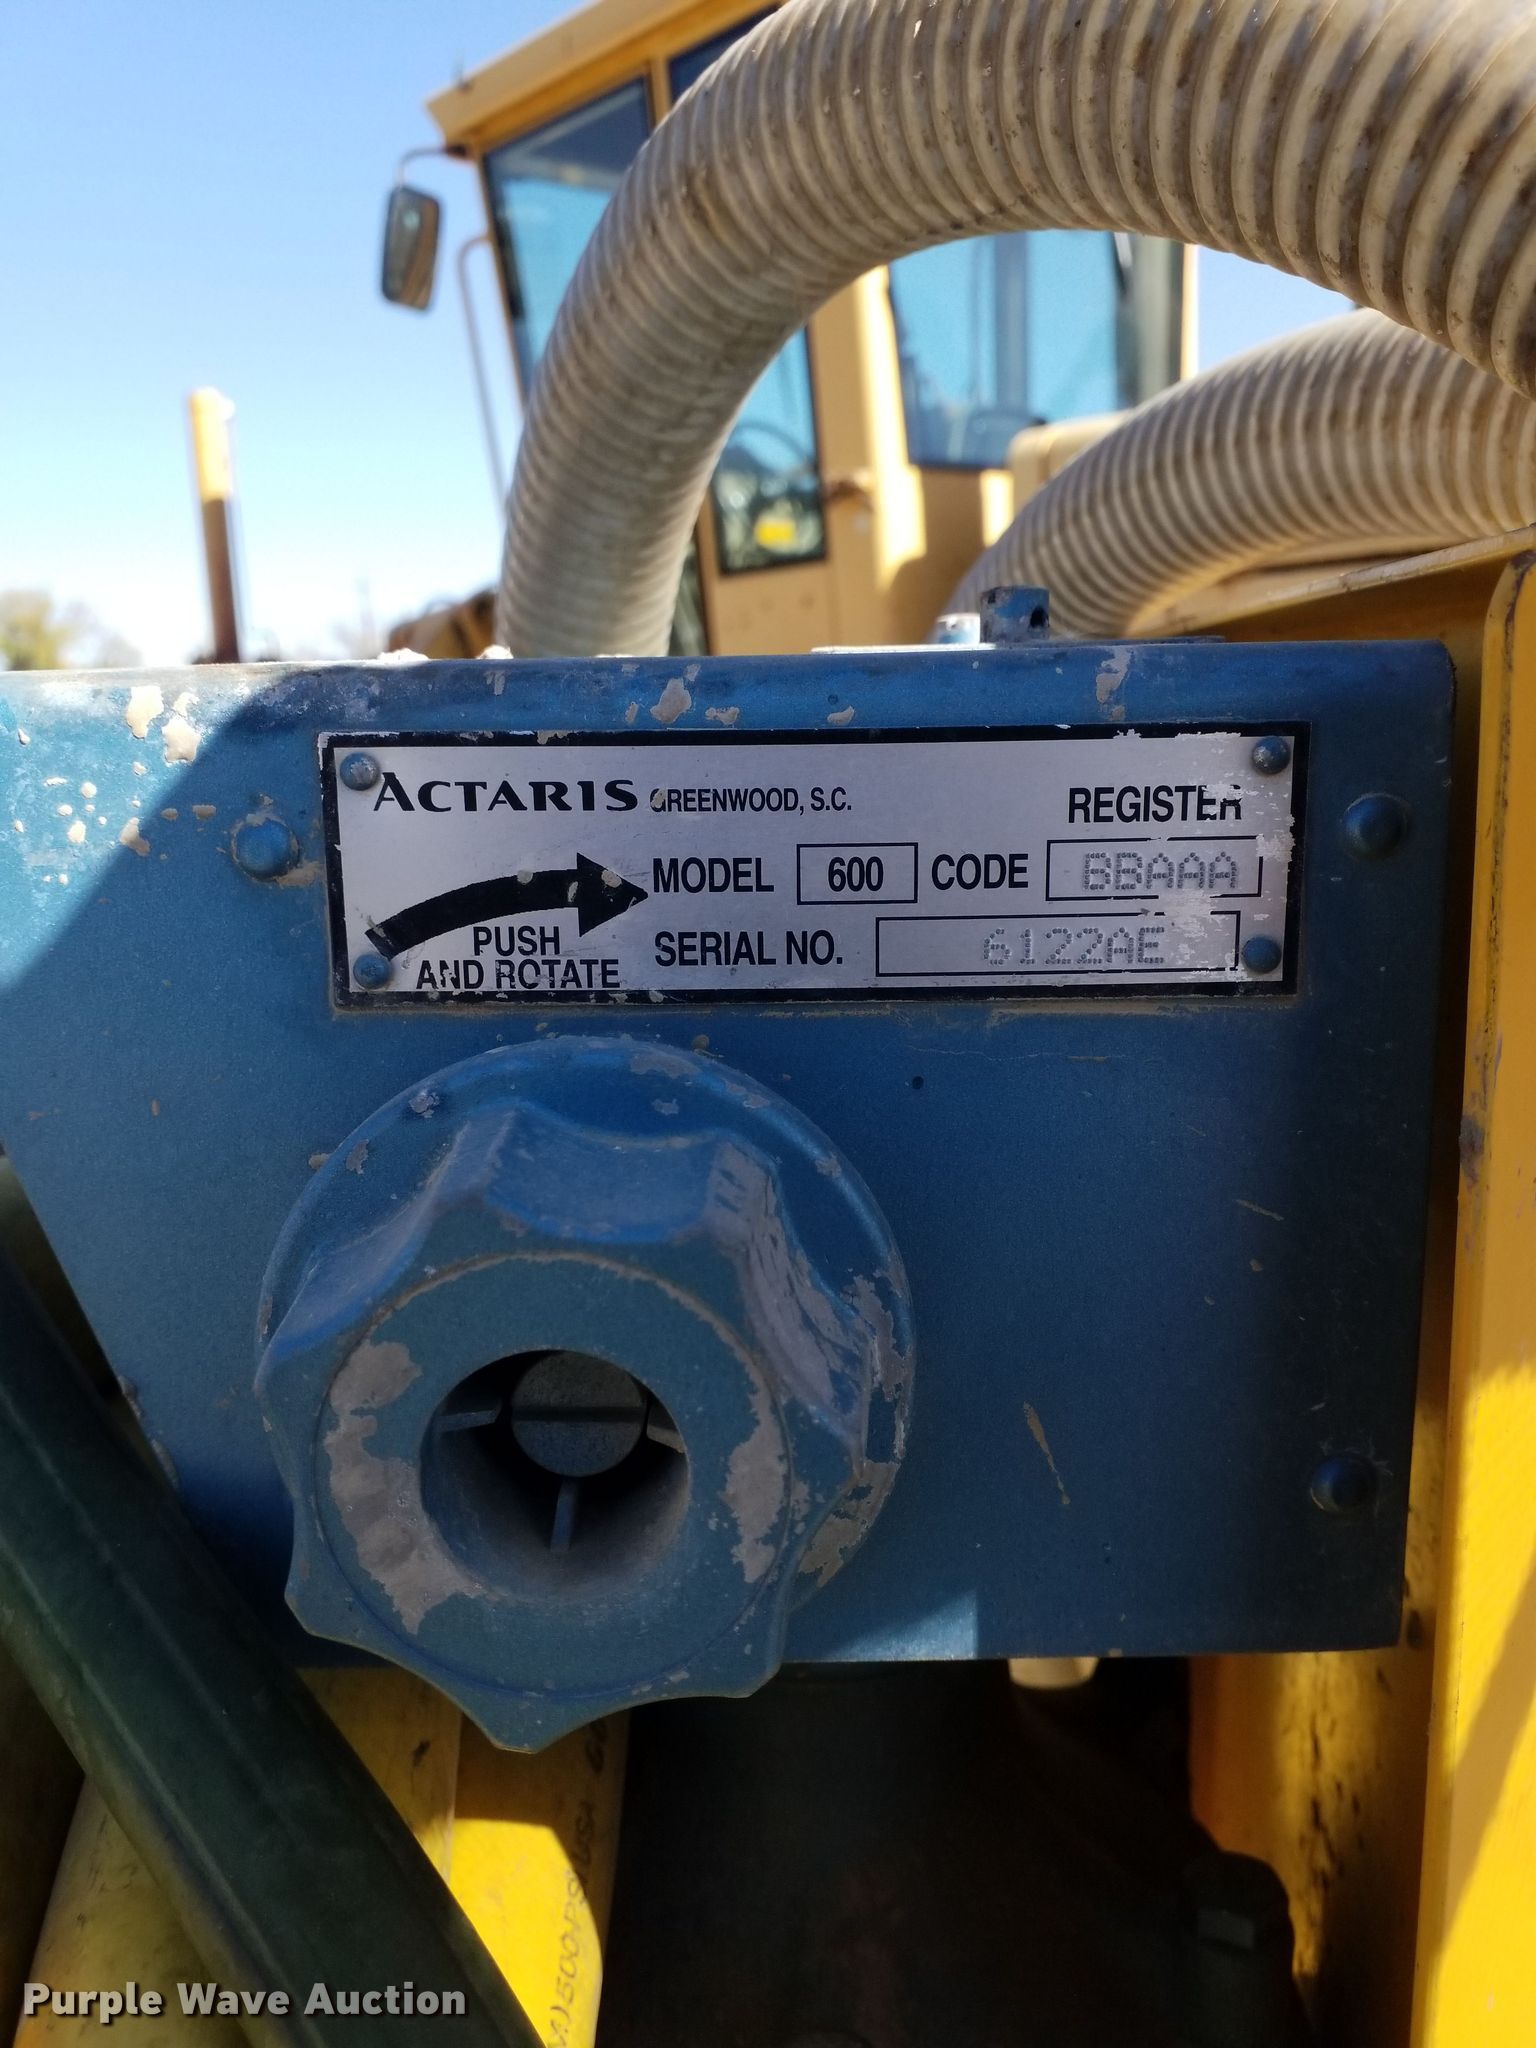 ACTARIS GREENWOOD, S.C.
REGISTER
MODEL 600 CODE BBAAA
PUSH
AND ROTATE
SERIAL NO. 6122AE
Purple Wave Auction